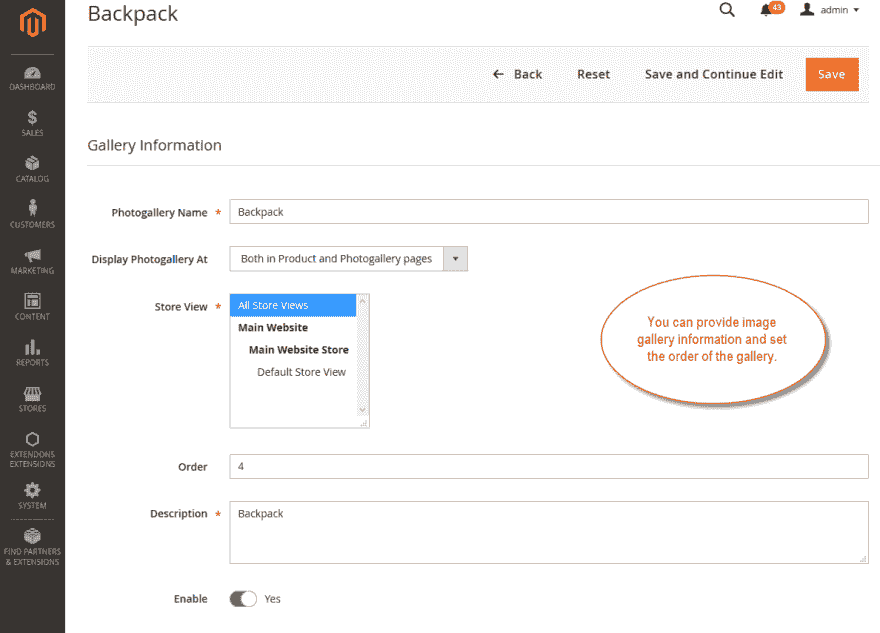 Backpack
43
admin
Back
Reset
Save and Continue Edit
Save
DASHBOARD
SALES
CATALOG
CUSTOMERS
MARKETING
CONTENT
REPORTS
STORES
EXTENDONS
EXTENSIONS
SYSTEM
FIND PARTNERS
& EXTENSIONS
Gallery Information
Photogallery Name * Backpack
Display Photogallery At Both in Product and Photogallery pages
Store View * All Store Views
Main Website
Main Website Store
Default Store View
You can provide image
gallery information and set
the order of the gallery.
Order 4
Description * Backpack
Enable Yes